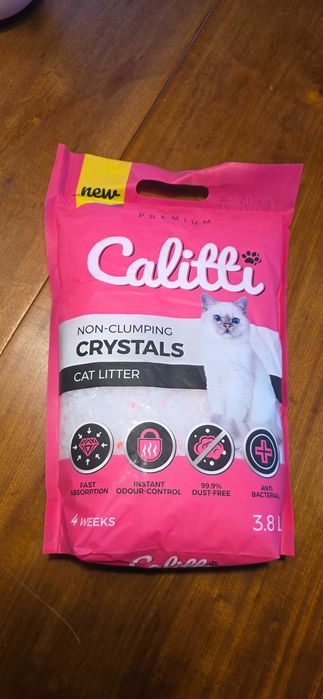 new
PREMIUM
Calitti
NON-CLUMPING
CRYSTALS
CAT LITTER
FAST
ABSORPTION
INSTANT
ODOUR-CONTROL
99.9%
DUST-FREE
ANTI
BACTERIAL
4 WEEKS
3.8 L
Calitti